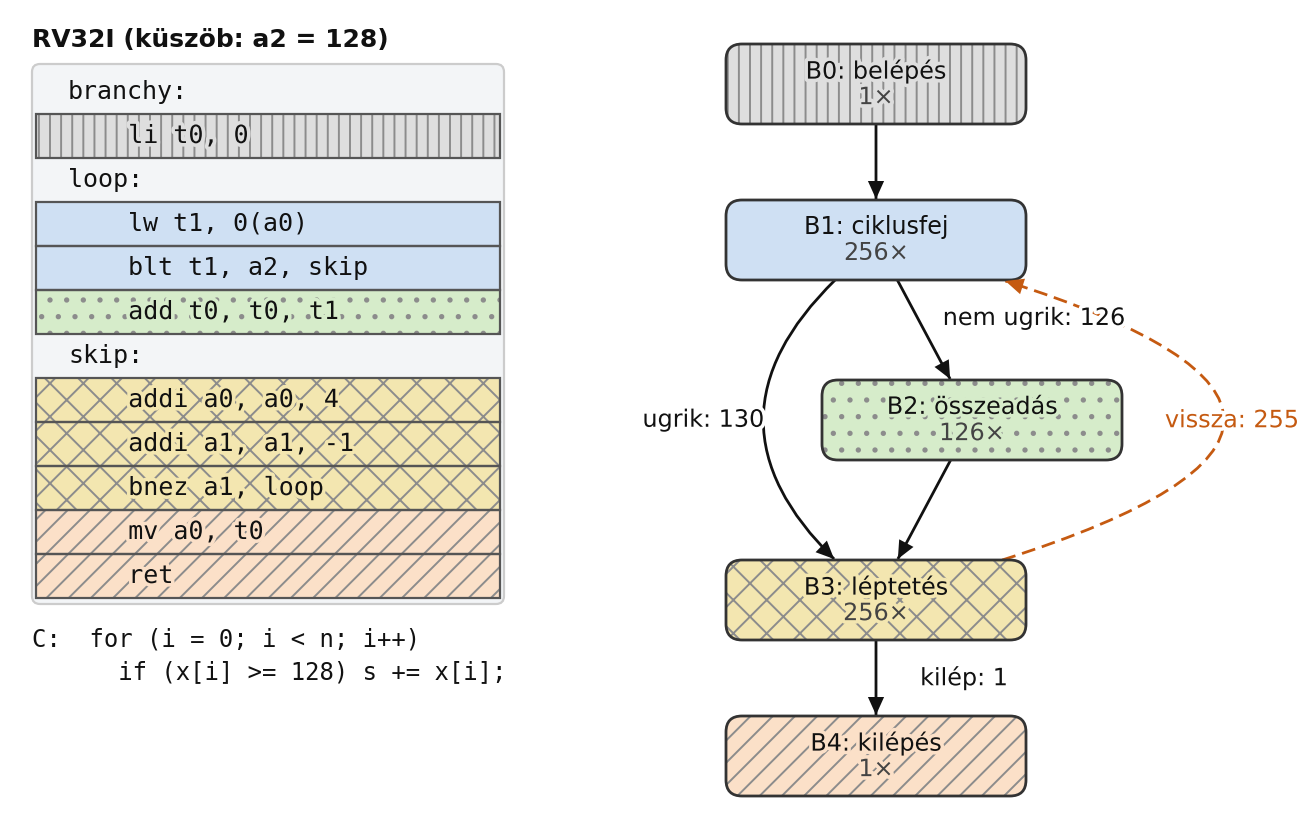 RV32I (küszöb: a2 = 128)
branchy:
li t0, 0
loop:
lw t1, 0(a0)
blt t1, a2, skip
add t0, t0, t1
skip:
addi a0, a0, 4
addi a1, a1, -1
bnez a1, loop
mv a0, t0
ret
C:  for (i = 0; i < n; i++)
if (x[i] >= 128) s += x[i];
B0: belépés
1×
B1: ciklusfej
256×
nem ugrik: 126
ugrik: 130
B2: összeadás
126×
vissza: 255
B3: léptetés
256×
kilép: 1
B4: kilépés
1×